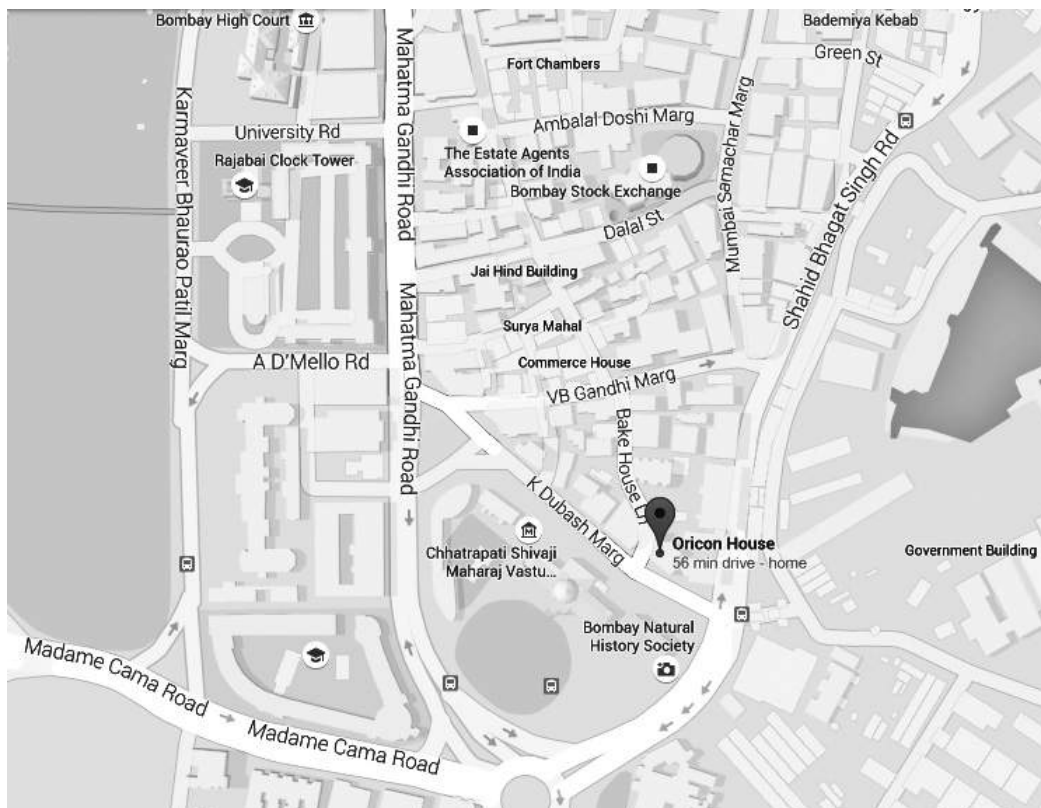 Bombay High Court
Bademiya Kebab
Green St
Fort Chambers
Karmaveer Bhaurao Patil Marg
Mahatma Gandhi Road
University Rd
Ambalal Doshi Marg
Mumbai Samachar Marg
Rajabai Clock Tower
The Estate Agents
Association of India
Bombay Stock Exchange
Shahid Bhagat Singh Rd
Dalal St
Jai Hind Building
Mahatma Gandhi Road
Surya Mahal
A D'Mello Rd
Commerce House
VB Gandhi Marg
Bake House Ln
K Dubash Marg
Oricon House
56 min drive - home
Chhatrapati Shivaji
Maharaj Vastu...
Government Building
Bombay Natural
History Society
Madame Cama Road
Madame Cama Road